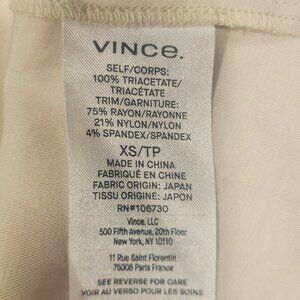 VINCE.
SELF/CORPS:
100% TRIACETATE/
TRIACÉTATE
TRIM/GARNITURE:
75% RAYON/RAYONNE
21% NYLON/NYLON
4% SPANDEX/SPANDEX
XS/TP
MADE IN CHINA
FABRIQUÉ EN CHINE
FABRIC ORIGIN: JAPAN
TISSU ORIGINE: JAPON
RN#106730
Vince, LLC
500 Fifth Avenue, 20th Floor
New York, NY 10110
11 Rue Saint Florentin
75008 Paris France
SEE REVERSE FOR CARE
VOIR AU VERSO POUR LES SOINS